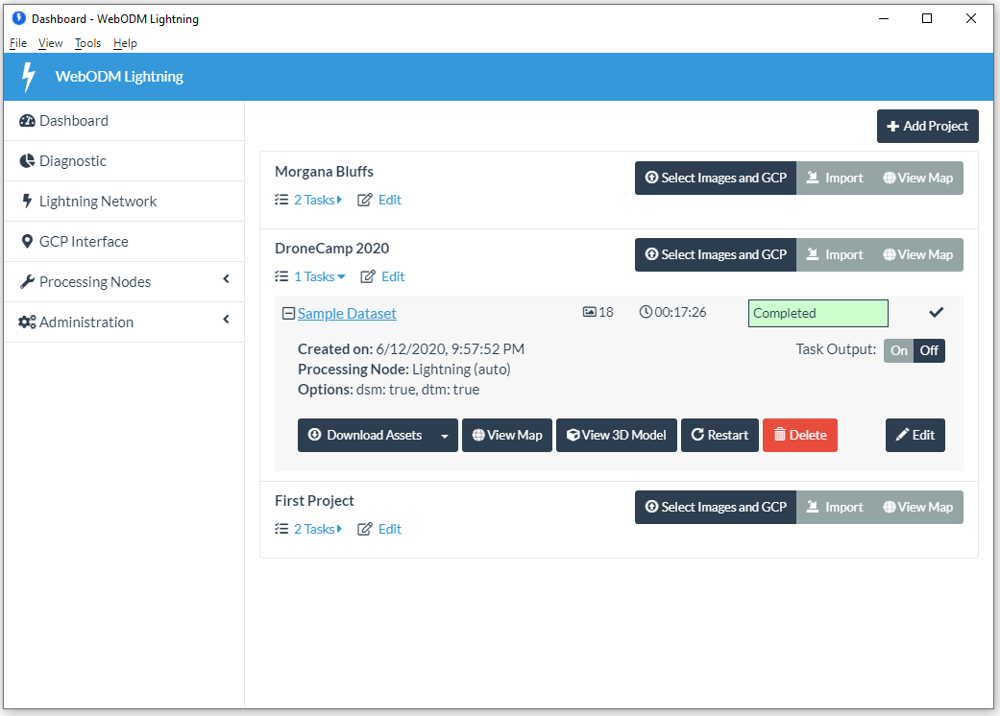 Dashboard - WebODM Lightning
File View Tools Help
WebODM Lightning
Dashboard
Diagnostic
Lightning Network
GCP Interface
Processing Nodes
Administration
Add Project
Morgana Bluffs
Select Images and GCP Import View Map
2 Tasks Edit
DroneCamp 2020
Select Images and GCP Import View Map
1 Tasks Edit
Sample Dataset 18 00:17:26 Completed
Created on: 6/12/2020, 9:57:52 PM
Task Output: On Off
Processing Node: Lightning (auto)
Options: dsm: true, dtm: true
Download Assets View Map View 3D Model Restart Delete Edit
First Project
Select Images and GCP Import View Map
2 Tasks Edit